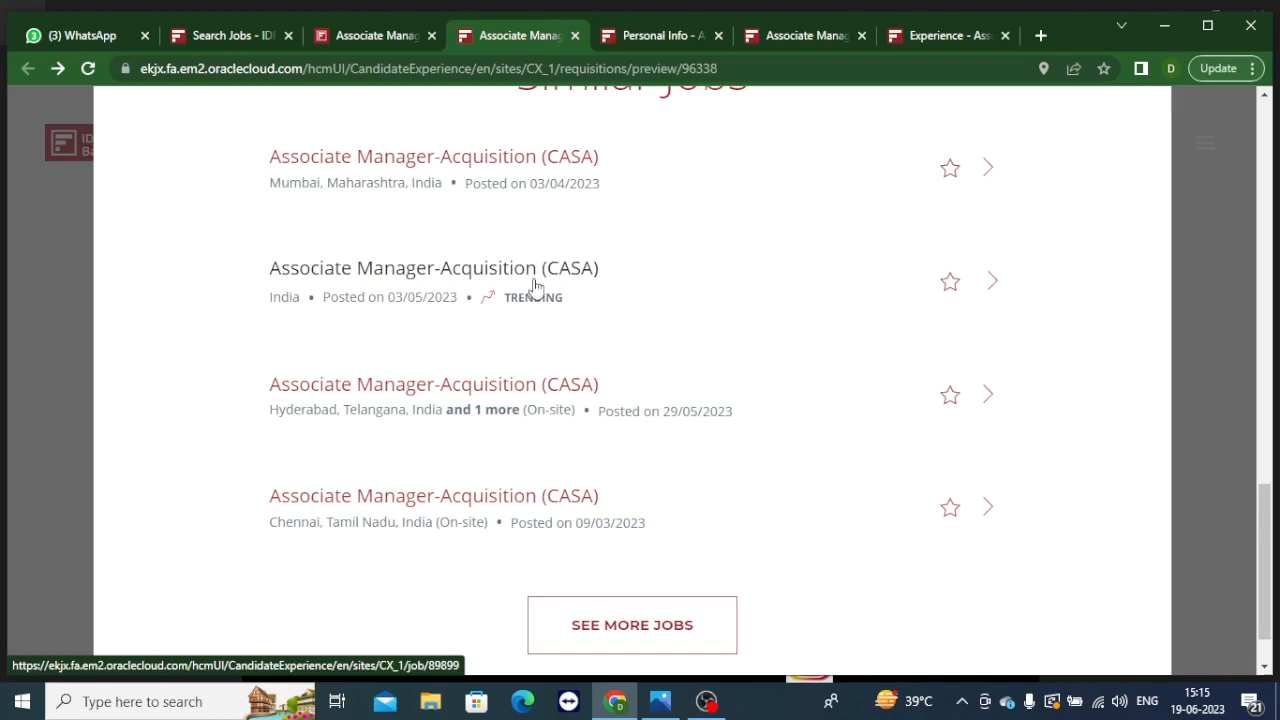 (3) WhatsApp
Search Jobs - IDF
Associate Manag
Associate Manag
Personal Info - A
Associate Manag
Experience - Ass
ekjx.fa.em2.oraclecloud.com/hcmUI/CandidateExperience/en/sites/CX_1/requisitions/preview/96338
D
Update
Similar Jobs
ID
Ba
Associate Manager-Acquisition (CASA)
Mumbai, Maharashtra, India • Posted on 03/04/2023
Associate Manager-Acquisition (CASA)
India • Posted on 03/05/2023 • TRENDING
Associate Manager-Acquisition (CASA)
Hyderabad, Telangana, India and 1 more (On-site) • Posted on 29/05/2023
Associate Manager-Acquisition (CASA)
Chennai, Tamil Nadu, India (On-site) • Posted on 09/03/2023
SEE MORE JOBS
https://ekjx.fa.em2.oraclecloud.com/hcmUI/CandidateExperience/en/sites/CX_1/job/89899
Type here to search
39°C
ENG
15:15
19-06-2023
21